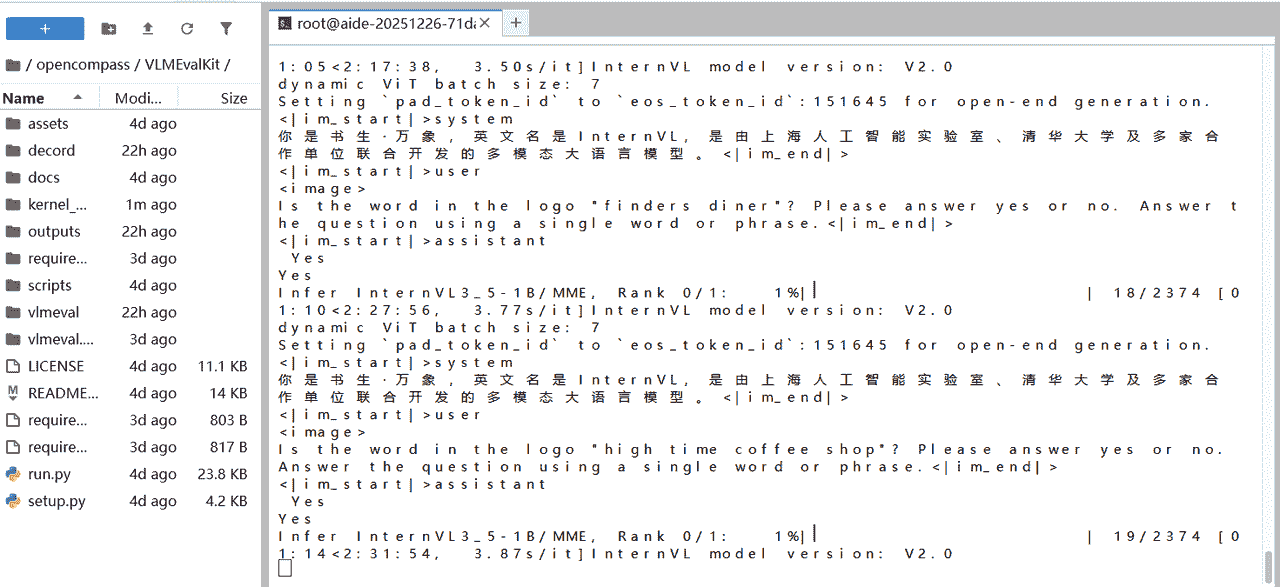 root@aide-20251226-71da
/ opencompass / VLMEvalKit /
Name Modi... Size
assets 4d ago
decord 22h ago
docs 4d ago
kernel_... 1m ago
outputs 22h ago
require... 3d ago
scripts 4d ago
vlmeval 22h ago
vlmeval.... 3d ago
LICENSE 4d ago 11.1 KB
README... 4d ago 14 KB
require... 3d ago 803 B
require... 3d ago 817 B
run.py 4d ago 23.8 KB
setup.py 4d ago 4.2 KB
1:05<2:17:38, 3.50s/it]InternVL model version: V2.0
dynamic ViT batch size: 7
Setting `pad_token_id` to `eos_token_id`:151645 for open-end generation.
<|im_start|>system
你是书生·万象，英文名是InternVL，是由上海人工智能实验室、清华大学及多家合
作单位联合开发的多模态大语言模型。<|im_end|>
<|im_start|>user
<image>
Is the word in the logo "finders diner"? Please answer yes or no. Answer t
he question using a single word or phrase.<|im_end|>
<|im_start|>assistant
Yes
Yes
Infer InternVL3_5-1B/MME, Rank 0/1: 1%| | 18/2374 [0
1:10<2:27:56, 3.77s/it]InternVL model version: V2.0
dynamic ViT batch size: 7
Setting `pad_token_id` to `eos_token_id`:151645 for open-end generation.
<|im_start|>system
你是书生·万象，英文名是InternVL，是由上海人工智能实验室、清华大学及多家合
作单位联合开发的多模态大语言模型。<|im_end|>
<|im_start|>user
<image>
Is the word in the logo "high time coffee shop"? Please answer yes or no.
Answer the question using a single word or phrase.<|im_end|>
<|im_start|>assistant
Yes
Yes
Infer InternVL3_5-1B/MME, Rank 0/1: 1%| | 19/2374 [0
1:14<2:31:54, 3.87s/it]InternVL model version: V2.0